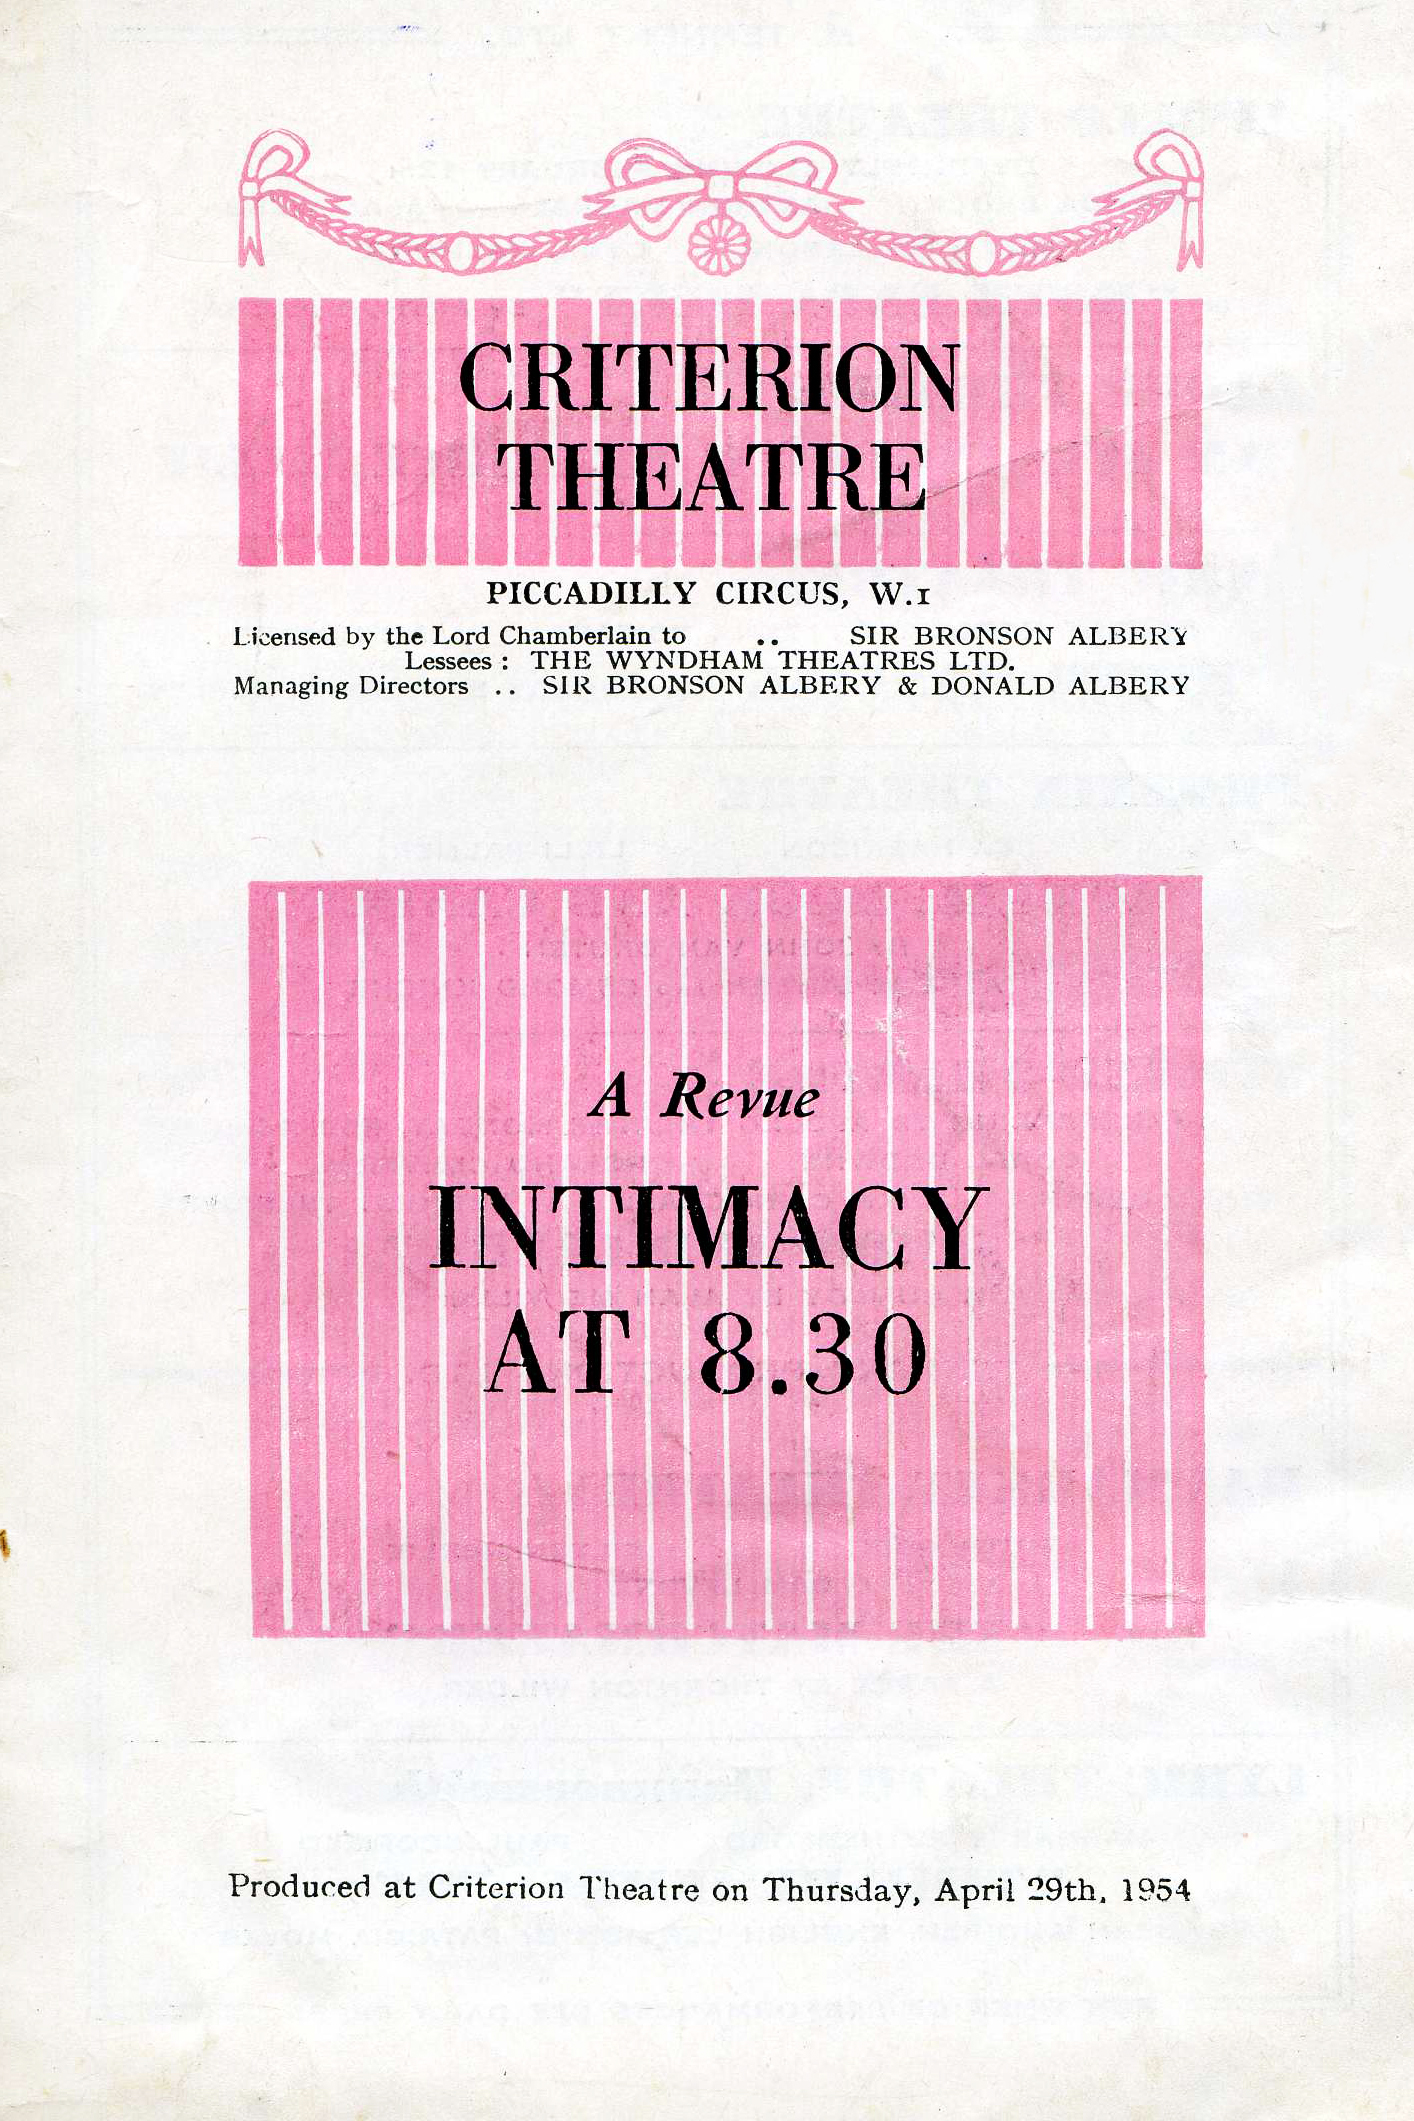 CRITERION
THEATRE
PICCADILLY CIRCUS, W.1
Licensed by the Lord Chamberlain to .. SIR BRONSON ALBERY
Lessees : THE WYNDHAM THEATRES LTD.
Managing Directors .. SIR BRONSON ALBERY & DONALD ALBERY
A Revue
INTIMACY
AT 8.30
Produced at Criterion Theatre on Thursday, April 29th, 1954